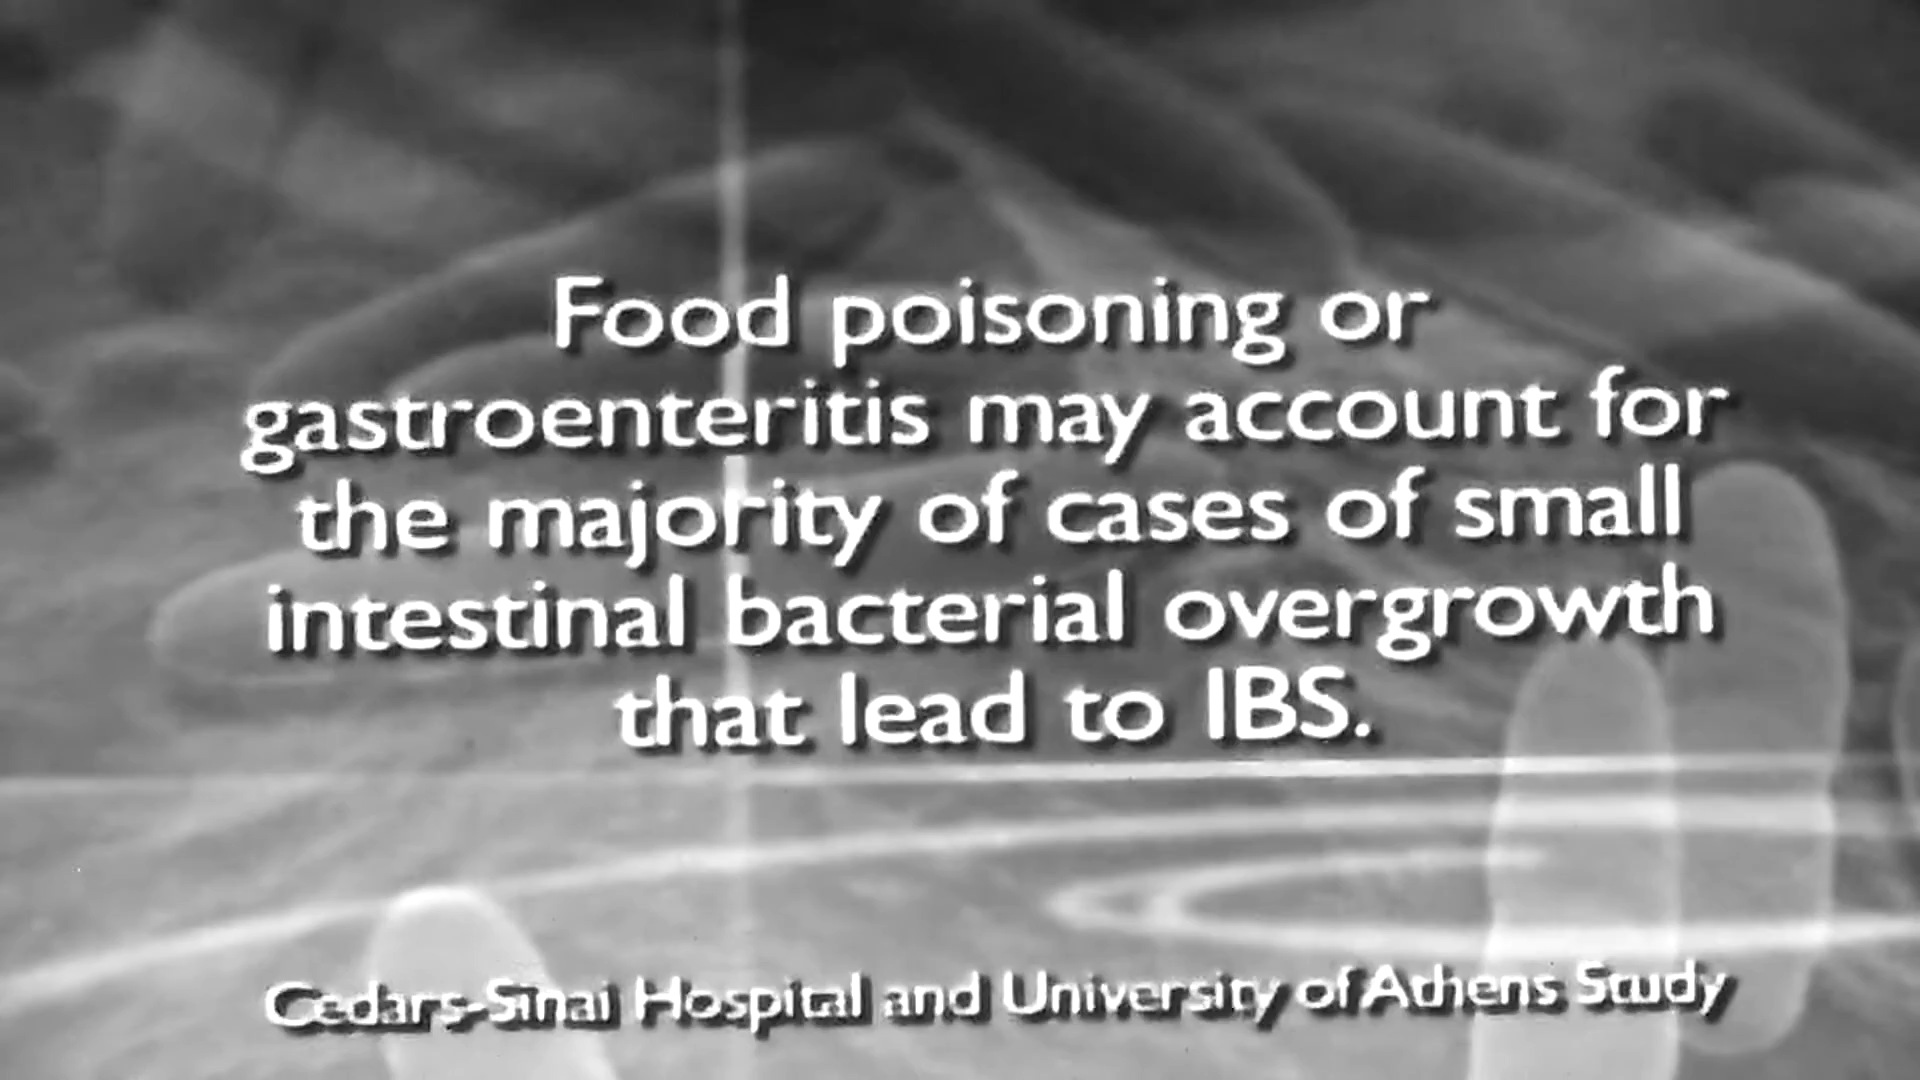 Food poisoning or
gastroenteritis may account for
the majority of cases of small
intestinal bacterial overgrowth
that lead to IBS.
Cedars-Sinai Hospital and University of Athens Study